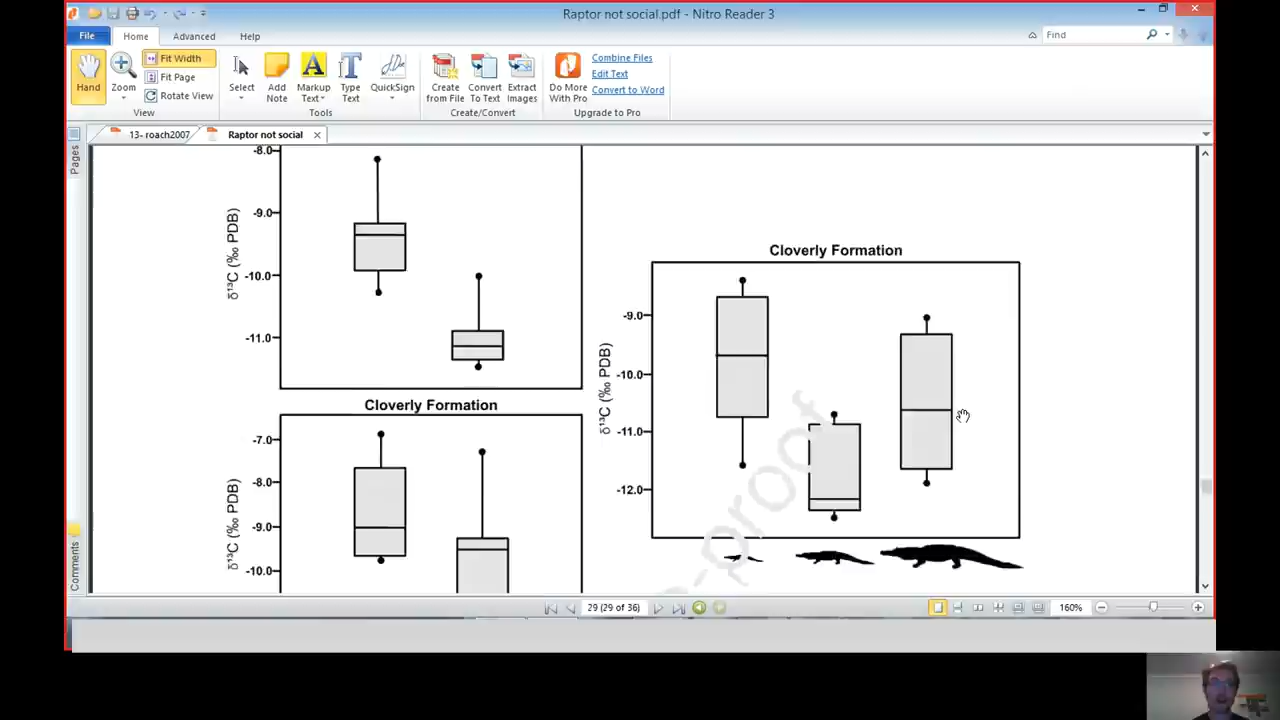 Raptor not social.pdf - Nitro Reader 3
File Home Advanced Help
Find
Hand
Zoom
Fit Width
Fit Page
Rotate View
View
Select
Add Note
Markup Text
Type Text
QuickSign
Tools
Create from File
Convert To Text
Extract Images
Create/Convert
Do More With Pro
Combine Files
Edit Text
Convert to Word
Upgrade to Pro
13- roach2007
Raptor not social
Pages
Comments
-8.0
-9.0
-10.0
-11.0
δ¹³C (‰ PDB)
Cloverly Formation
-7.0
-8.0
-9.0
-10.0
δ¹³C (‰ PDB)
Cloverly Formation
-9.0
-10.0
-11.0
-12.0
δ¹³C (‰ PDB)
-proof
29 (29 of 36)
160%